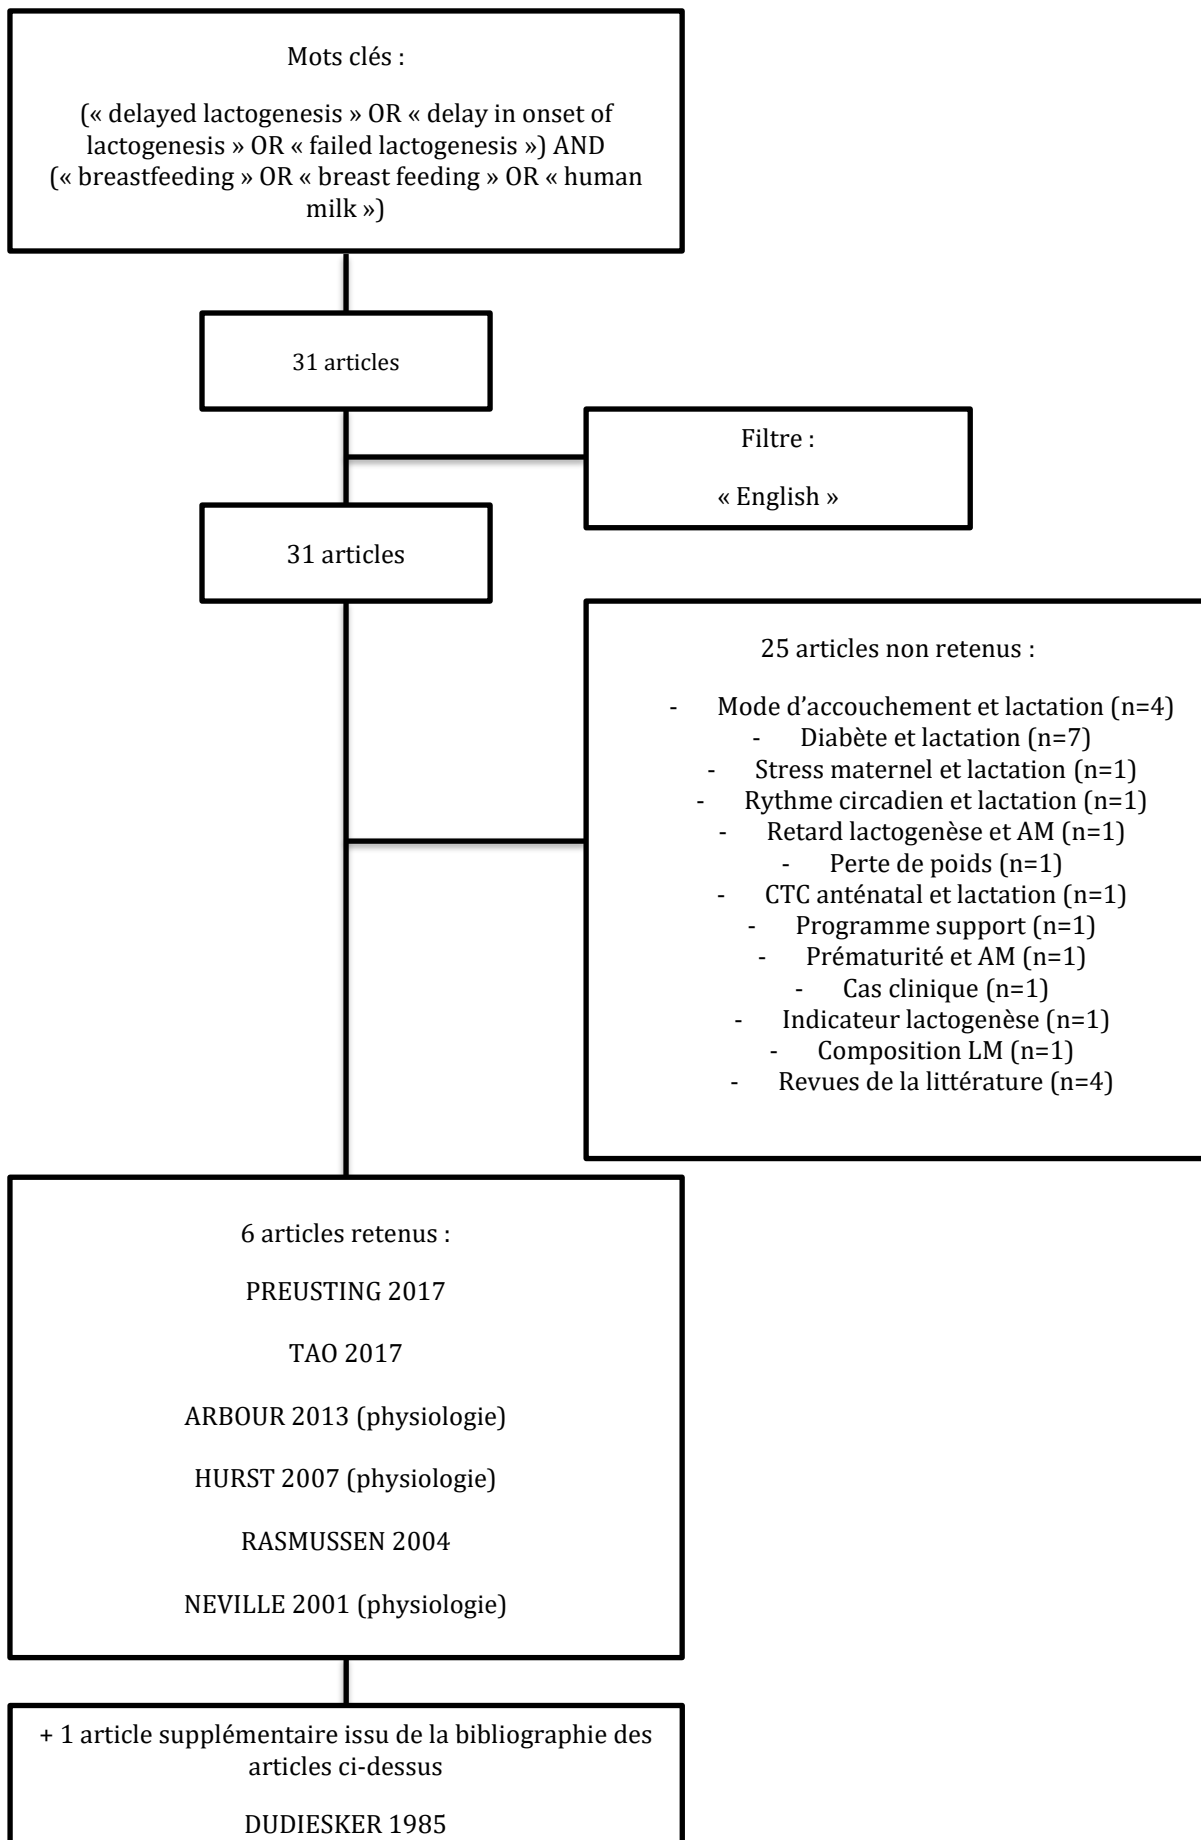 Mots clés :
(« delayed lactogenesis » OR « delay in onset of
lactogenesis » OR « failed lactogenesis ») AND
(« breastfeeding » OR « breast feeding » OR « human
milk »)
31 articles
Filtre :
« English »
31 articles
25 articles non retenus :
- Mode d’accouchement et lactation (n=4)
- Diabète et lactation (n=7)
- Stress maternel et lactation (n=1)
- Rythme circadien et lactation (n=1)
- Retard lactogenèse et AM (n=1)
- Perte de poids (n=1)
- CTC anténatal et lactation (n=1)
- Programme support (n=1)
- Prématurité et AM (n=1)
- Cas clinique (n=1)
- Indicateur lactogenèse (n=1)
- Composition LM (n=1)
- Revues de la littérature (n=4)
6 articles retenus :
PREUSTING 2017
TAO 2017
ARBOUR 2013 (physiologie)
HURST 2007 (physiologie)
RASMUSSEN 2004
NEVILLE 2001 (physiologie)
+ 1 article supplémentaire issu de la bibliographie des
articles ci-dessus
DUDIESKER 1985